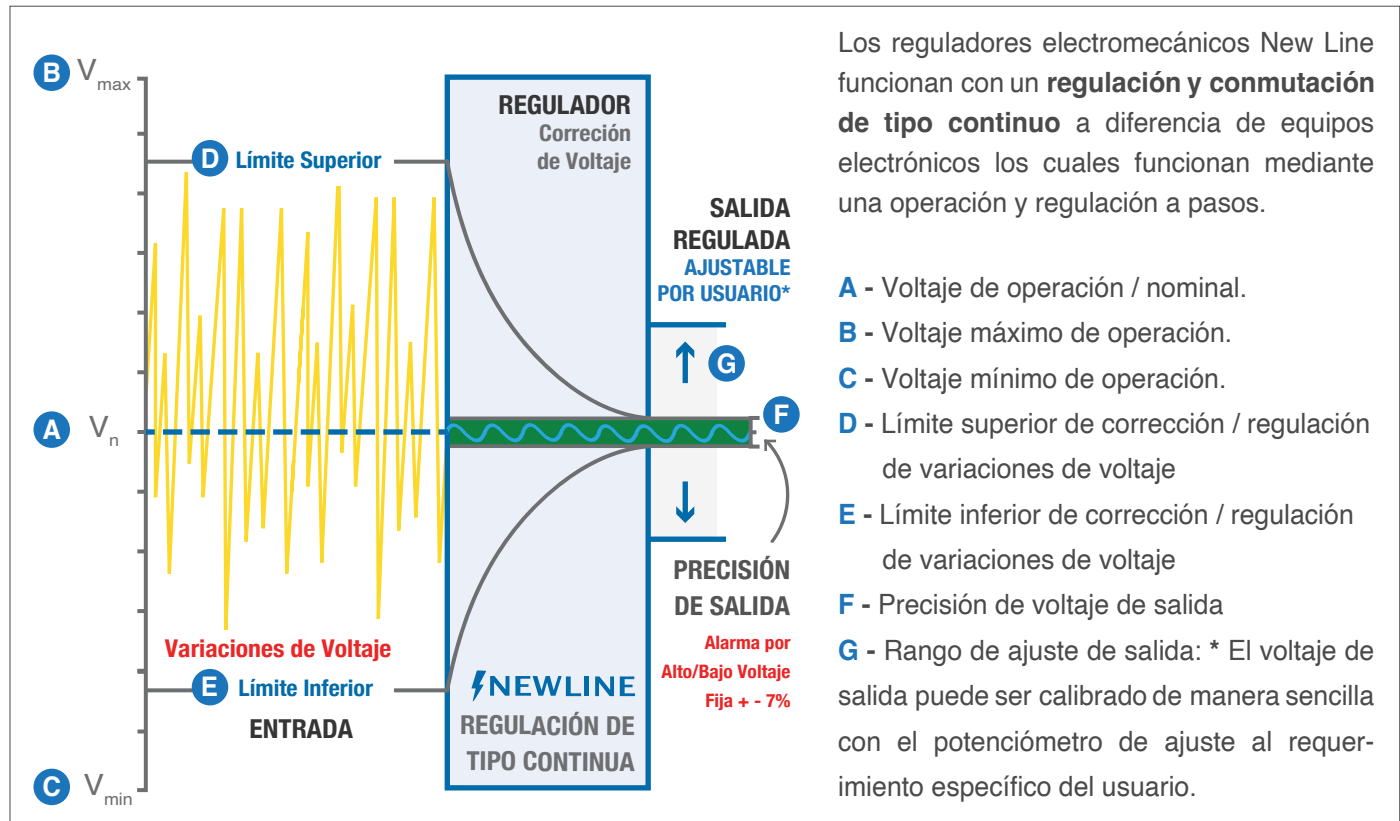 B V max
D Límite Superior
A V n
Variaciones de Voltaje
E Límite Inferior
ENTRADA
C V min
REGULADOR
Correción
de Voltaje
NEWLINE
REGULACIÓN DE
TIPO CONTINUA
SALIDA
REGULADA
AJUSTABLE
POR USUARIO*
G
F
PRECISIÓN
DE SALIDA
Alarma por
Alto/Bajo Voltaje
Fija + - 7%
Los reguladores electromecánicos New Line
funcionan con un regulación y conmutación
de tipo continuo a diferencia de equipos
electrónicos los cuales funcionan mediante
una operación y regulación a pasos.
A - Voltaje de operación / nominal.
B - Voltaje máximo de operación.
C - Voltaje mínimo de operación.
D - Límite superior de corrección / regulación
de variaciones de voltaje
E - Límite inferior de corrección / regulación
de variaciones de voltaje
F - Precisión de voltaje de salida
G - Rango de ajuste de salida: * El voltaje de
salida puede ser calibrado de manera sencilla
con el potenciómetro de ajuste al requer-
imiento específico del usuario.